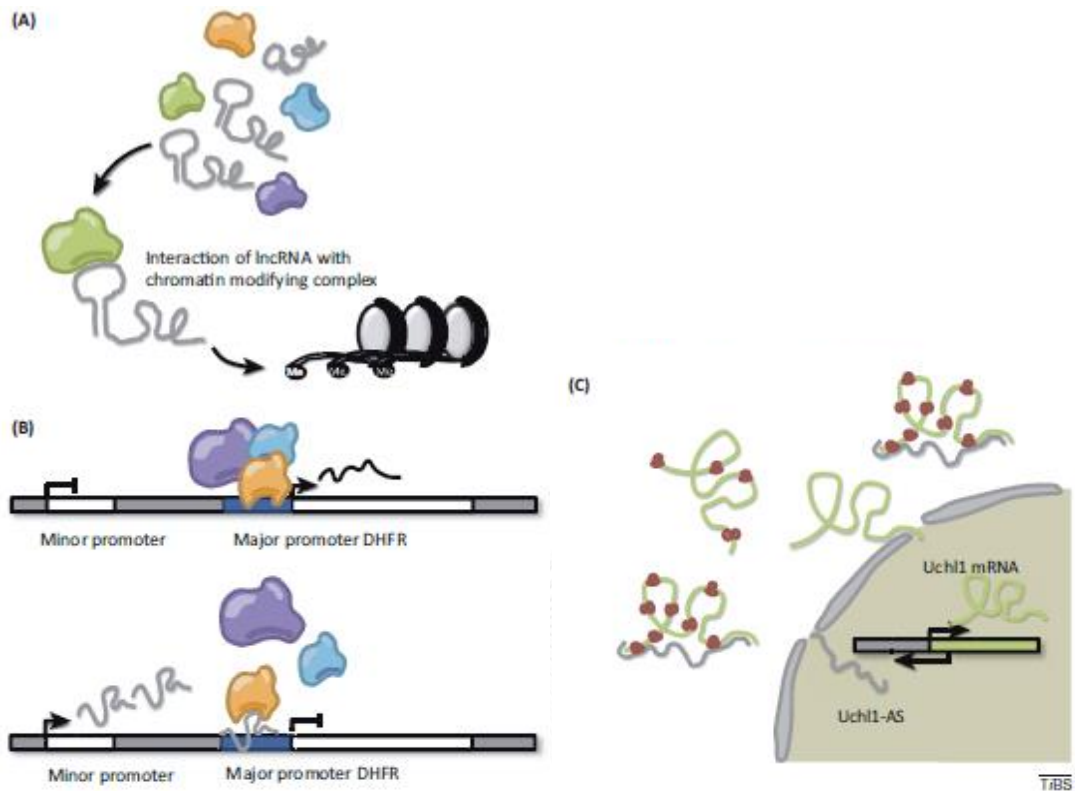 (A)
Interaction of lncRNA with
chromatin modifying complex
Me Me Me
(B)
Minor promoter Major promoter DHFR
Minor promoter Major promoter DHFR
(C)
Uchl1 mRNA
Uchl1-AS
TiBS